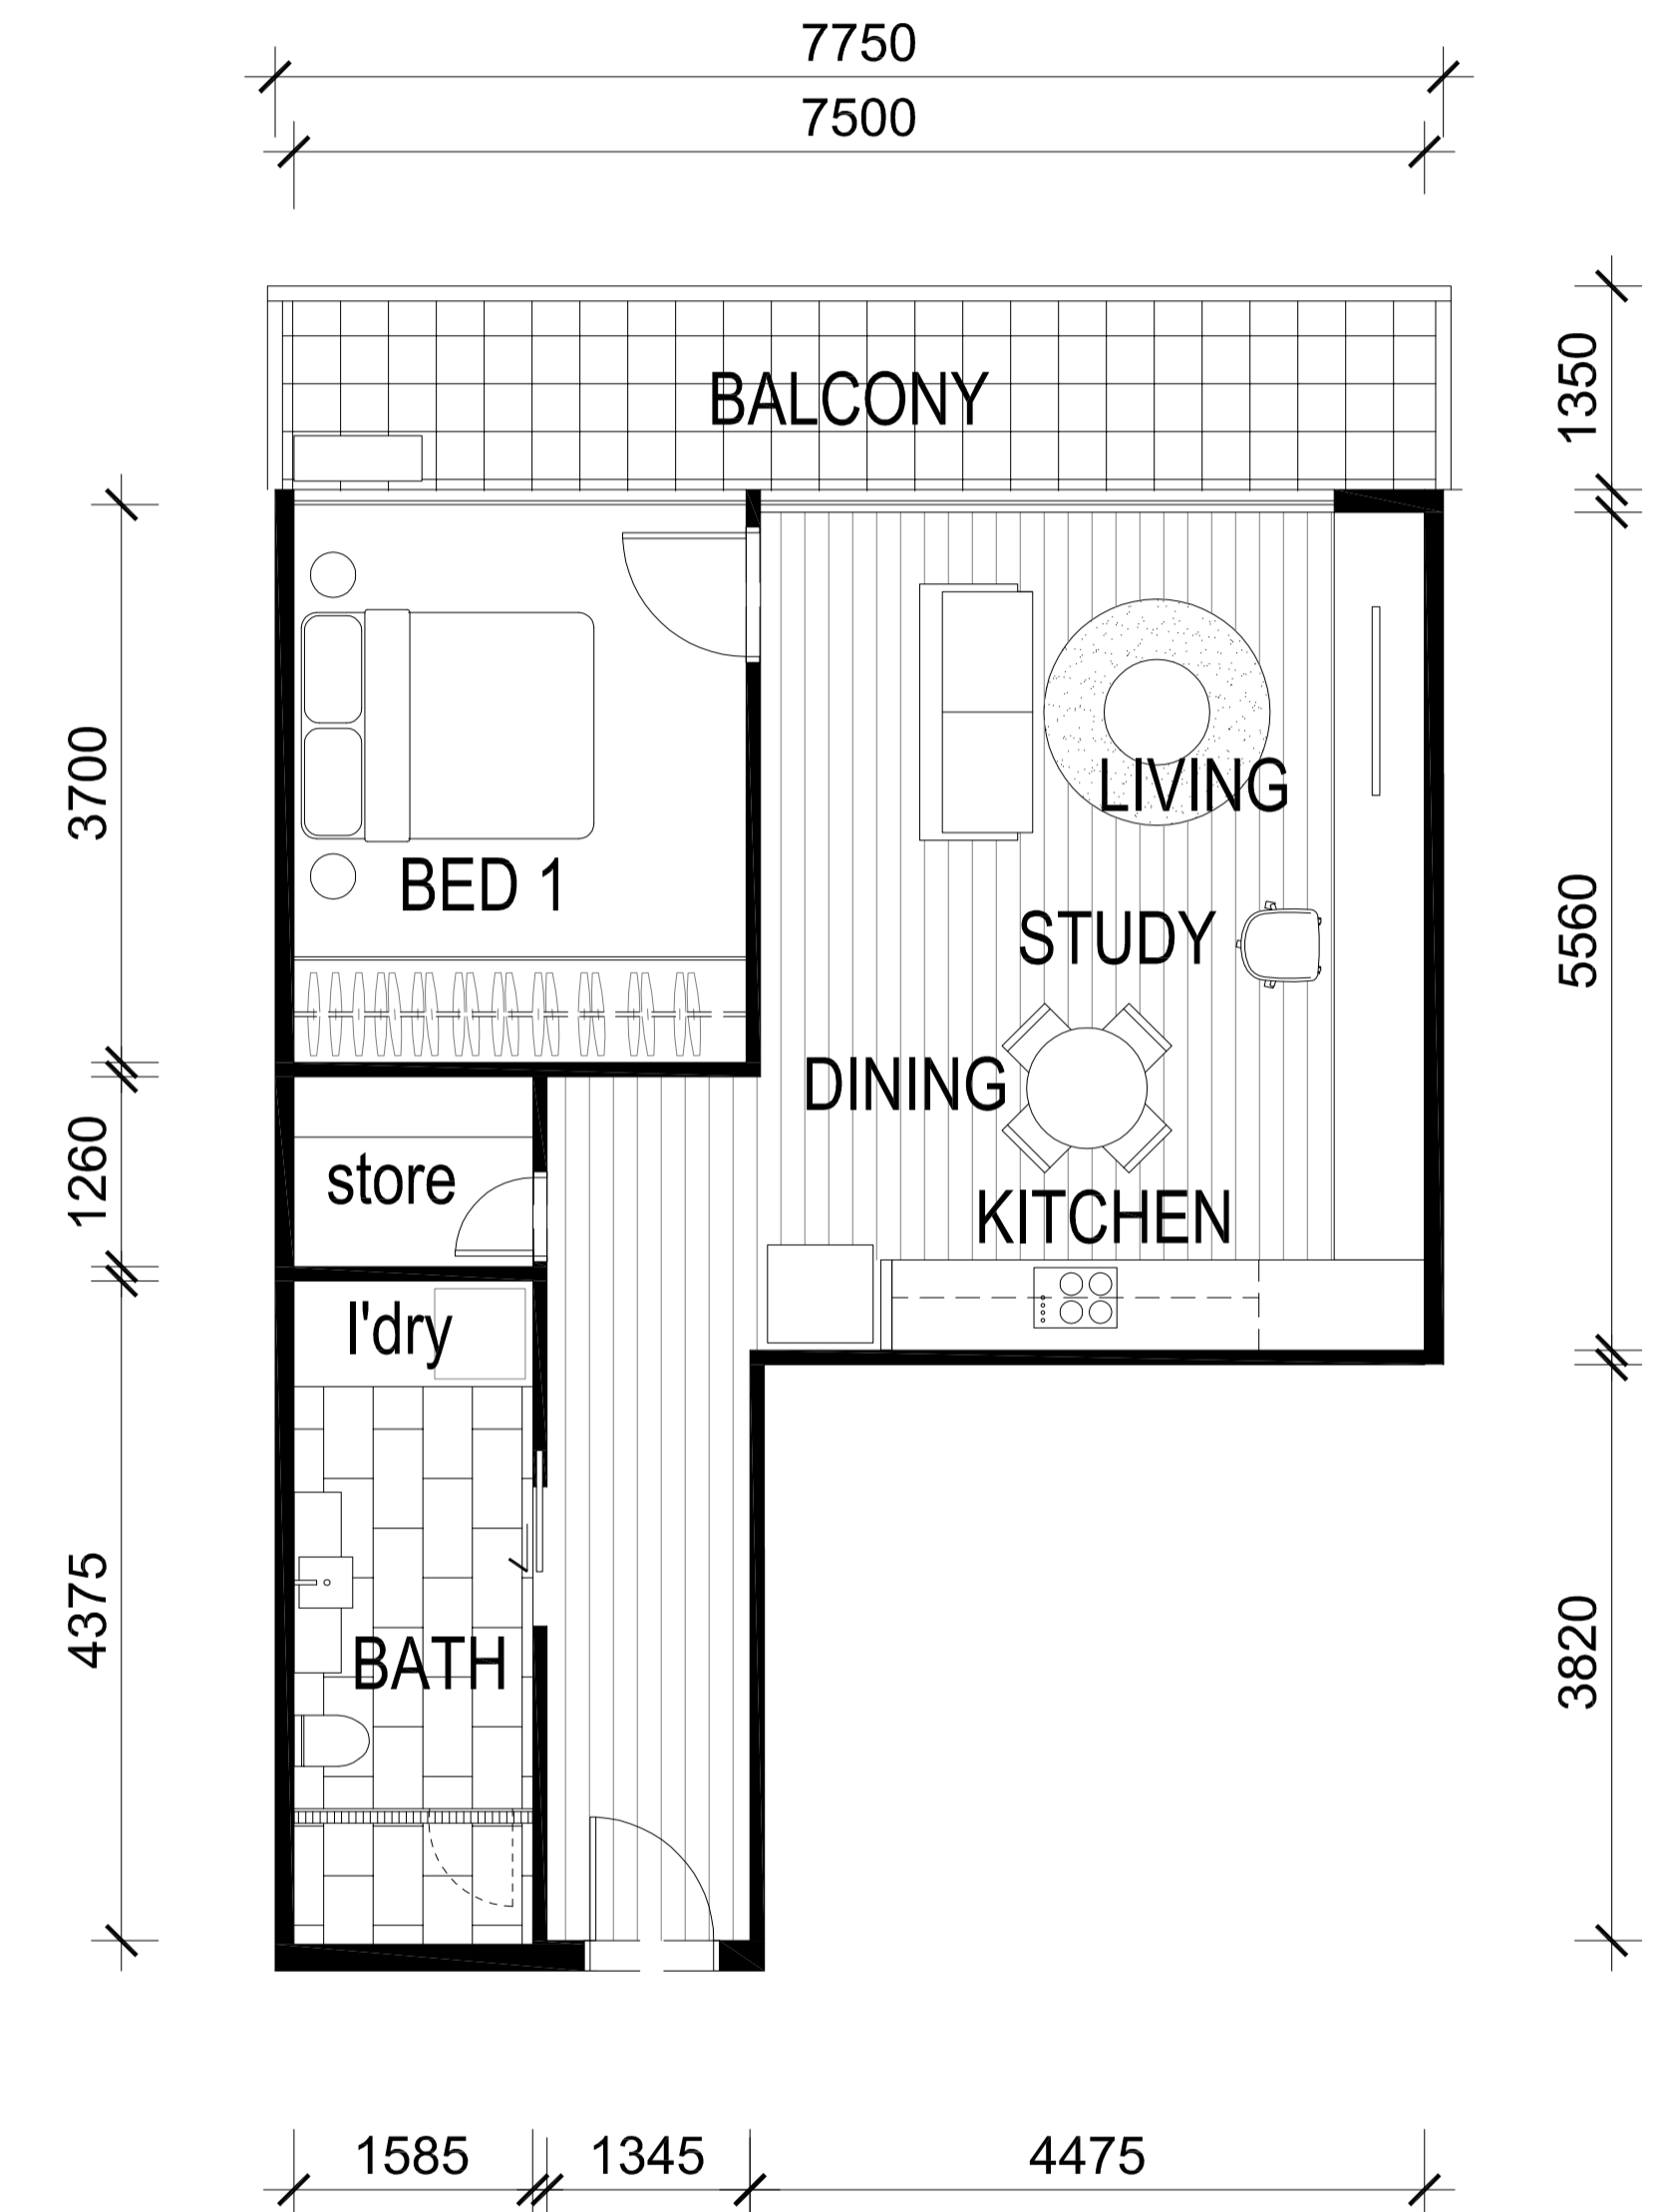 7750
7500
1350
BALCONY
3700
LIVING
BED 1
5560
STUDY
DINING
1260
store
KITCHEN
l'dry
4375
3820
BATH
1585
1345
4475